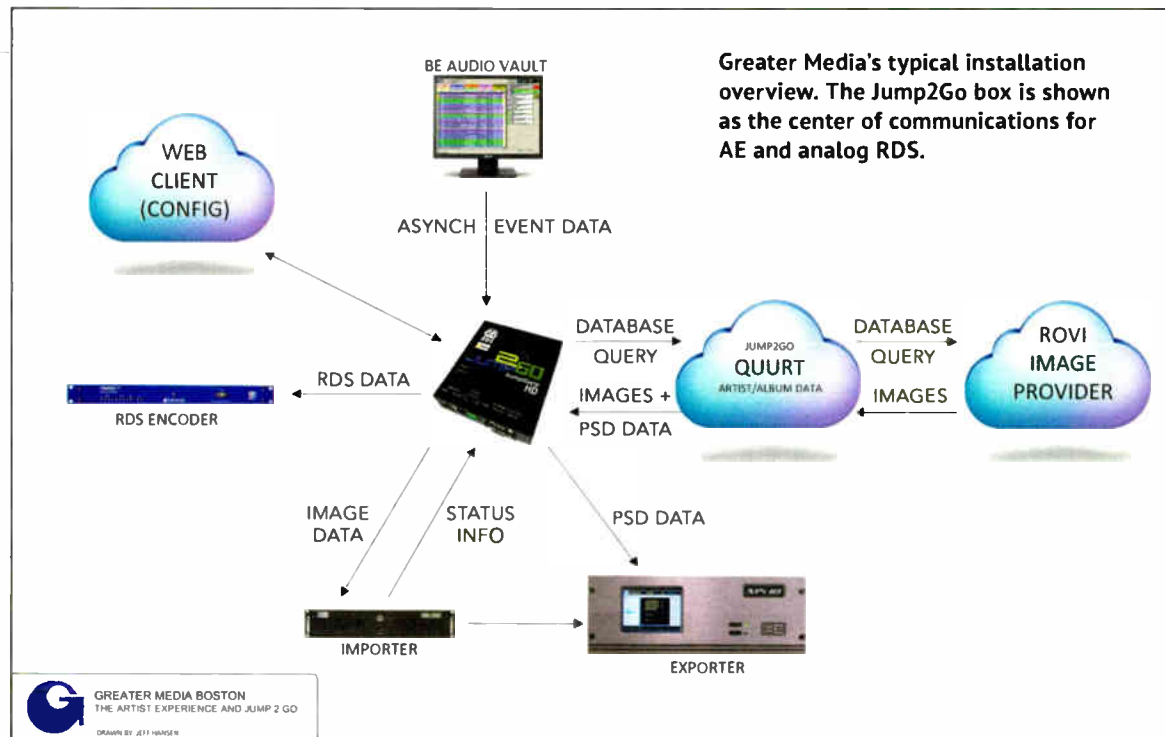 BE AUDIO VAULT
Greater Media's typical installation
overview. The Jump2Go box is shown
as the center of communications for
AE and analog RDS.
WEB
CLIENT
(CONFIG)
ASYNCH EVENT DATA
DATABASE
QUERY
IMAGES +
PSD DATA
JUMP2GO
QUURT
ARTIST/ALBUM DATA
DATABASE
QUERY
IMAGES
ROVI
IMAGE
PROVIDER
JUMP2GO
HD
RDS DATA
RDS ENCODER
IMAGE
DATA
STATUS
INFO
PSD DATA
IMPORTER
EXPORTER
GREATER MEDIA BOSTON
THE ARTIST EXPERIENCE AND JUMP 2 GO
DRAWN BY JEFF HANSEN